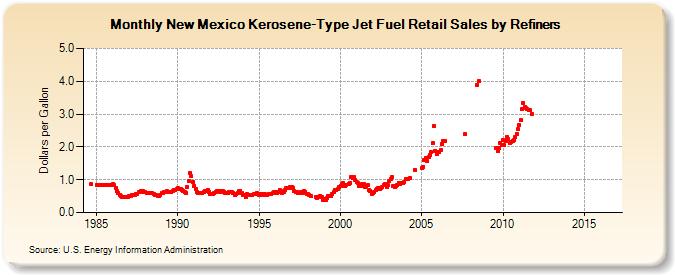 Monthly New Mexico Kerosene-Type Jet Fuel Retail Sales by Refiners
Dollars per Gallon
5.0
4.0
3.0
2.0
1.0
0.0
1985 1990 1995 2000 2005 2010 2015
Source: U.S. Energy Information Administration